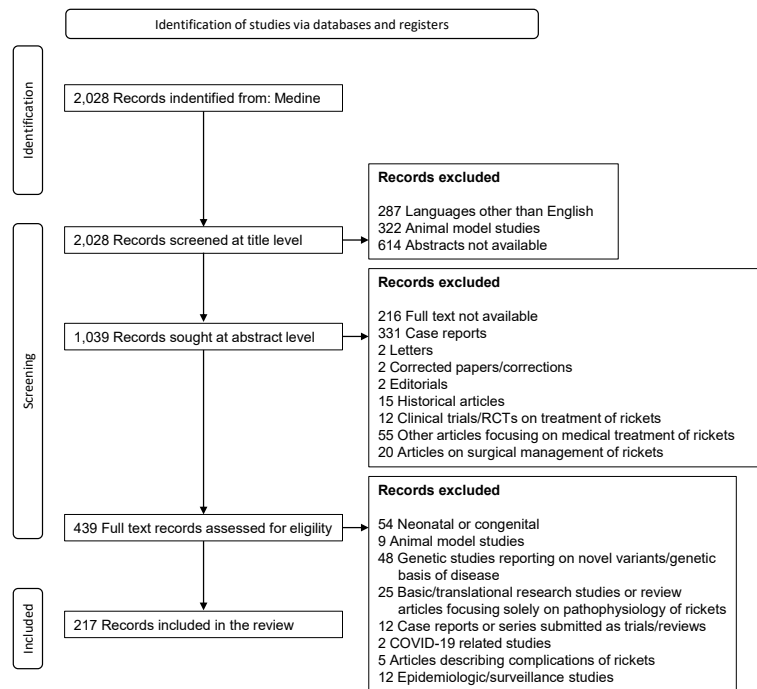 Identification of studies via databases and registers
Identification
2,028 Records indentified from: Medine
Records excluded
287 Languages other than English
322 Animal model studies
614 Abstracts not available
Screening
2,028 Records screened at title level
Records excluded
216 Full text not available
331 Case reports
2 Letters
2 Corrected papers/corrections
2 Editorials
15 Historical articles
12 Clinical trials/RCTs on treatment of rickets
55 Other articles focusing on medical treatment of rickets
20 Articles on surgical management of rickets
1,039 Records sought at abstract level
Records excluded
54 Neonatal or congenital
9 Animal model studies
48 Genetic studies reporting on novel variants/genetic
basis of disease
25 Basic/translational research studies or review
articles focusing solely on pathophysiology of rickets
12 Case reports or series submitted as trials/reviews
2 COVID-19 related studies
5 Articles describing complications of rickets
12 Epidemiologic/surveillance studies
439 Full text records assessed for eligility
Included
217 Records included in the review